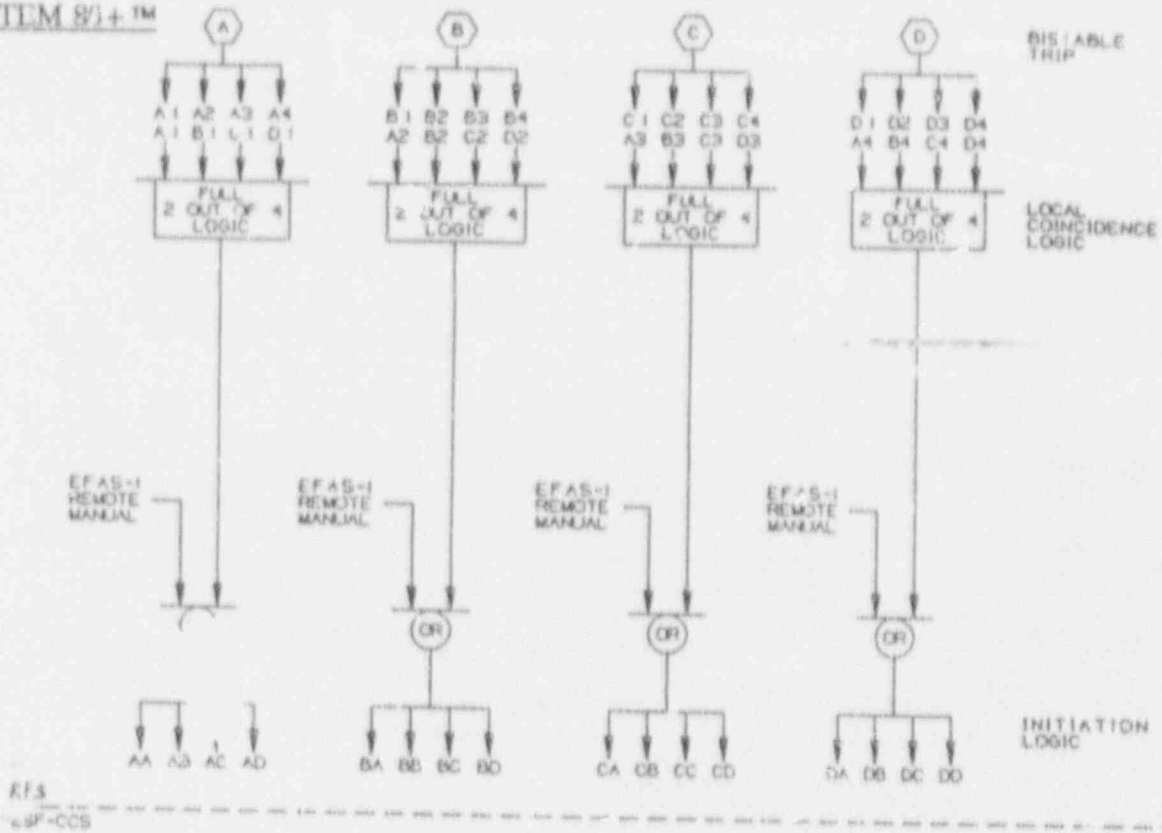 TEM 80+ ™
A
B
C
D
BISTABLE
TRIP
A1 A2 A3 A4
A1 B1 C1 D1
B1 B2 B3 B4
A2 B2 C2 D2
C1 C2 C3 C4
A3 B3 C3 D3
D1 D2 D3 D4
A4 B4 C4 D4
FULL
2 OUT OF 4
LOGIC
FULL
2 OUT OF 4
LOGIC
FULL
2 OUT OF 4
LOGIC
FULL
2 OUT OF 4
LOGIC
LOCAL
COINCIDENCE
LOGIC
EFAS-1
REMOTE
MANUAL
EFAS-1
REMOTE
MANUAL
EFAS-1
REMOTE
MANUAL
EFAS-1
REMOTE
MANUAL
OR
OR
OR
AA AB AC AD
BA BB BC BD
CA CB CC CD
DA DB DC DD
INITIATION
LOGIC
ESF-CCS